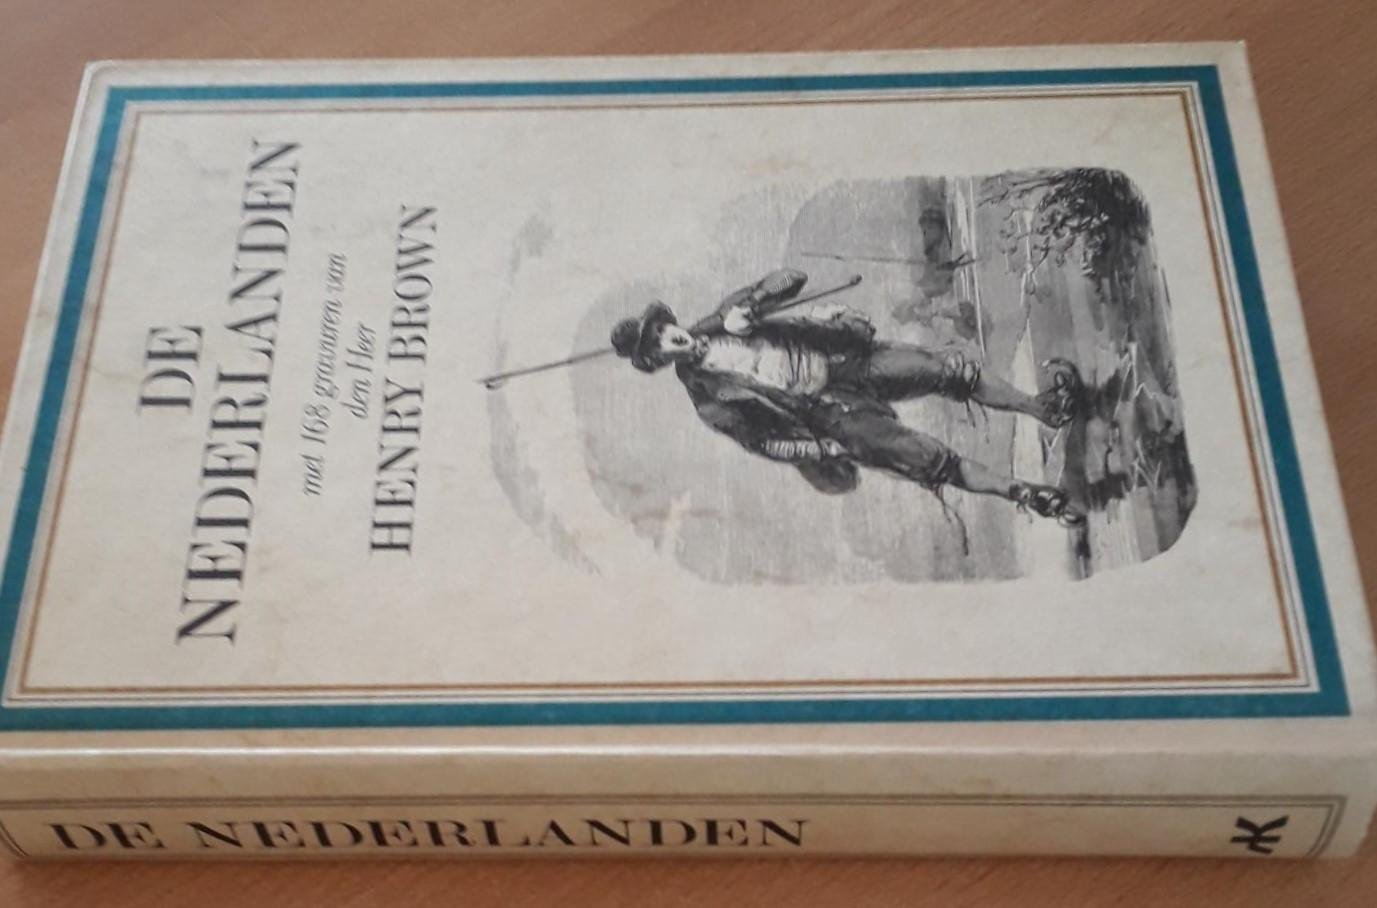 DE
NEDERLANDEN
met 168 gravuren van
den Heer
HENRY BROWN
DE NEDERLANDEN
K